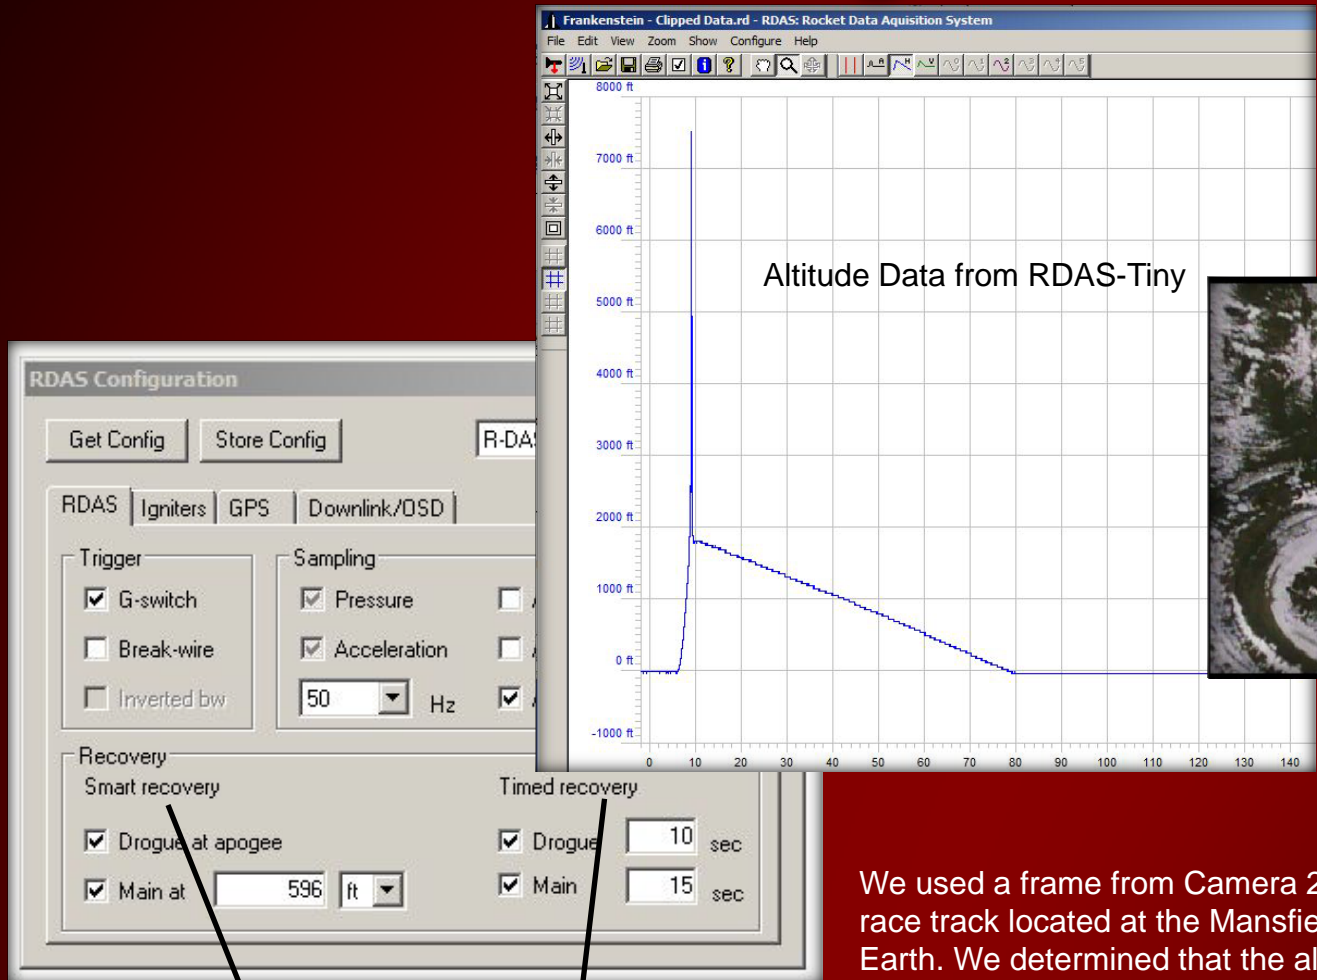 Frankenstein - Clipped Data.rd - RDAS: Rocket Data Aquisition System
File Edit View Zoom Show Configure Help
8000 ft
7000 ft
6000 ft
5000 ft
4000 ft
3000 ft
2000 ft
1000 ft
0 ft
-1000 ft
0 10 20 30 40 50 60 70 80 90 100 110 120 130 140
Altitude Data from RDAS-Tiny
RDAS Configuration
Get Config Store Config R-DA
RDAS Igniters GPS Downlink/OSD
Trigger
G-switch
Break-wire
Inverted bw
Sampling
Pressure
Acceleration
50 Hz
Recovery
Smart recovery
Drogue at apogee
Main at 596 ft
Timed recovery
Drogue 10 sec
Main 15 sec
We used a frame from Camera 2
race track located at the Mansfie
Earth. We determined that the al